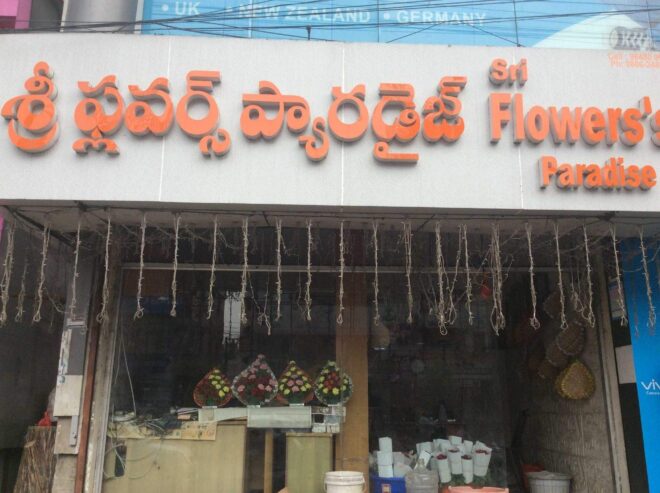 • UK • NEW ZEALAND • GERMANY
శ్రీ ఫ్లవర్స్ ప్యారడైజ్
Sri
Flowers's
Paradise